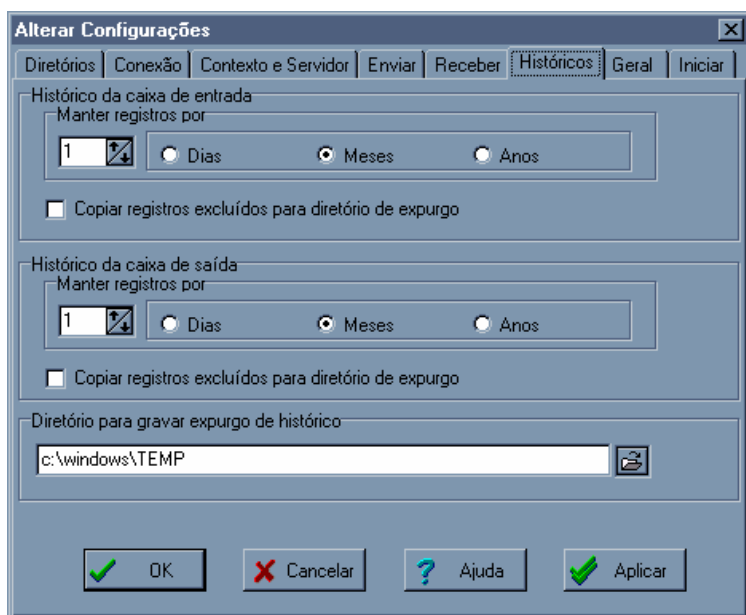 Alterar Configurações
Diretórios Conexão Contexto e Servidor Enviar Receber Históricos Geral Iniciar
Histórico da caixa de entrada
Manter registros por
1 Dias Meses Anos
Copiar registros excluídos para diretório de expurgo
Histórico da caixa de saída
Manter registros por
1 Dias Meses Anos
Copiar registros excluídos para diretório de expurgo
Diretório para gravar expurgo de histórico
c:\windows\TEMP
OK Cancelar ? Ajuda Aplicar